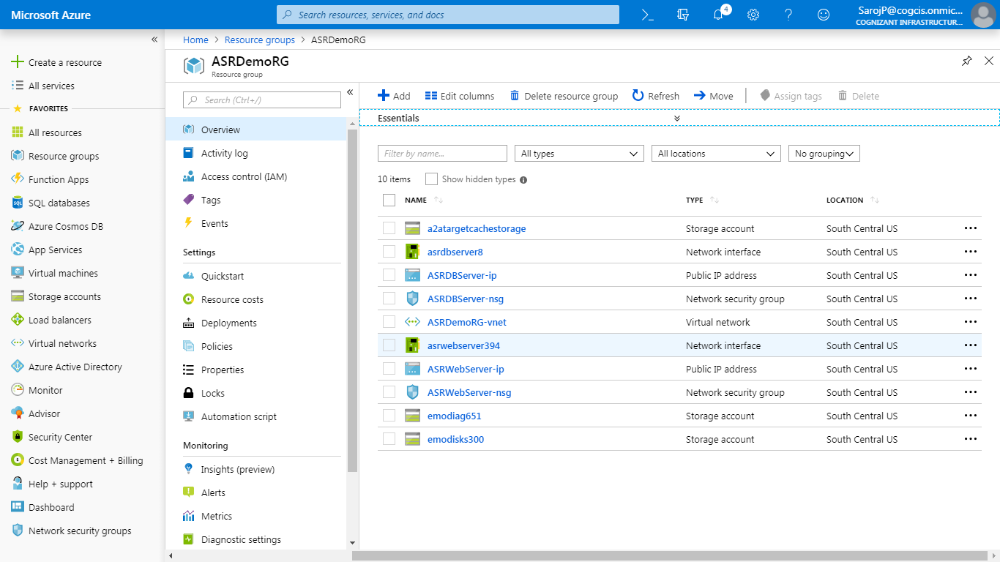 Microsoft Azure
Search resources, services, and docs
4
SarojP@cogcis.onmic...
COGNIZANT INFRASTRUCTUR...
Create a resource
All services
FAVORITES
All resources
Resource groups
Function Apps
SQL databases
Azure Cosmos DB
App Services
Virtual machines
Storage accounts
Load balancers
Virtual networks
Azure Active Directory
Monitor
Advisor
Security Center
Cost Management + Billing
Help + support
Dashboard
Network security groups
Home > Resource groups > ASRDemoRG
ASRDemoRG
Resource group
Search (Ctrl+/)
Overview
Activity log
Access control (IAM)
Tags
Events
Settings
Quickstart
Resource costs
Deployments
Policies
Properties
Locks
Automation script
Monitoring
Insights (preview)
Alerts
Metrics
Diagnostic settings
Add Edit columns Delete resource group Refresh Move Assign tags Delete
Essentials
Filter by name... All types All locations No grouping
10 items Show hidden types
NAME TYPE LOCATION
a2atargetcachestorage Storage account South Central US
asrdbserver8 Network interface South Central US
ASRDBServer-ip Public IP address South Central US
ASRDBServer-nsg Network security group South Central US
ASRDemoRG-vnet Virtual network South Central US
asrwebserver394 Network interface South Central US
ASRWebServer-ip Public IP address South Central US
ASRWebServer-nsg Network security group South Central US
emodiag651 Storage account South Central US
emodisks300 Storage account South Central US